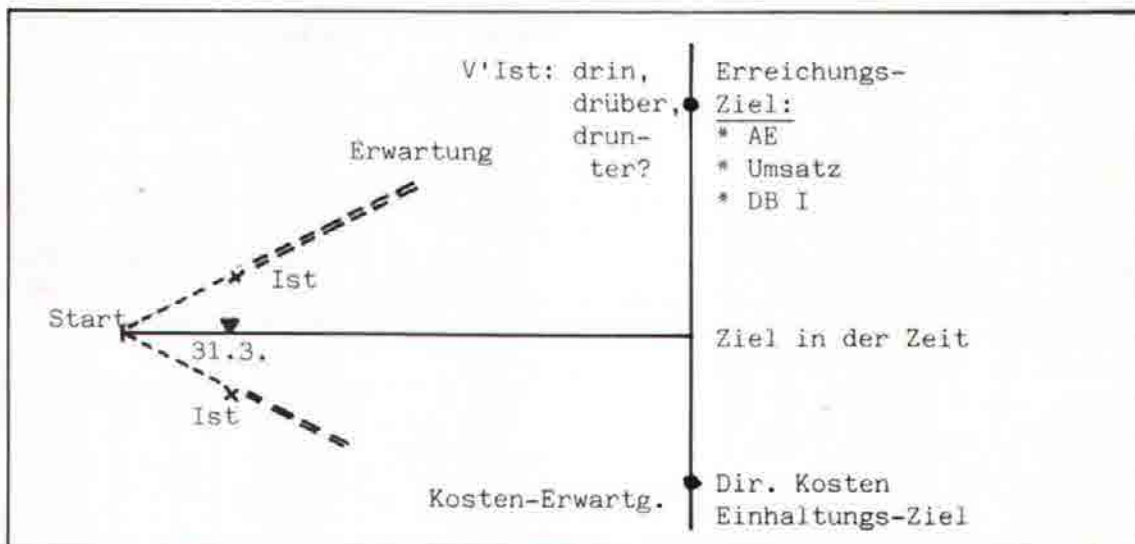 V'Ist: drin,
drüber,
drun-
ter?
Erreichungs-
Ziel:
* AE
* Umsatz
* DB I
Erwartung
Ist
Start
31.3.
Ziel in der Zeit
Ist
Kosten-Erwartg.
Dir. Kosten
Einhaltungs-Ziel